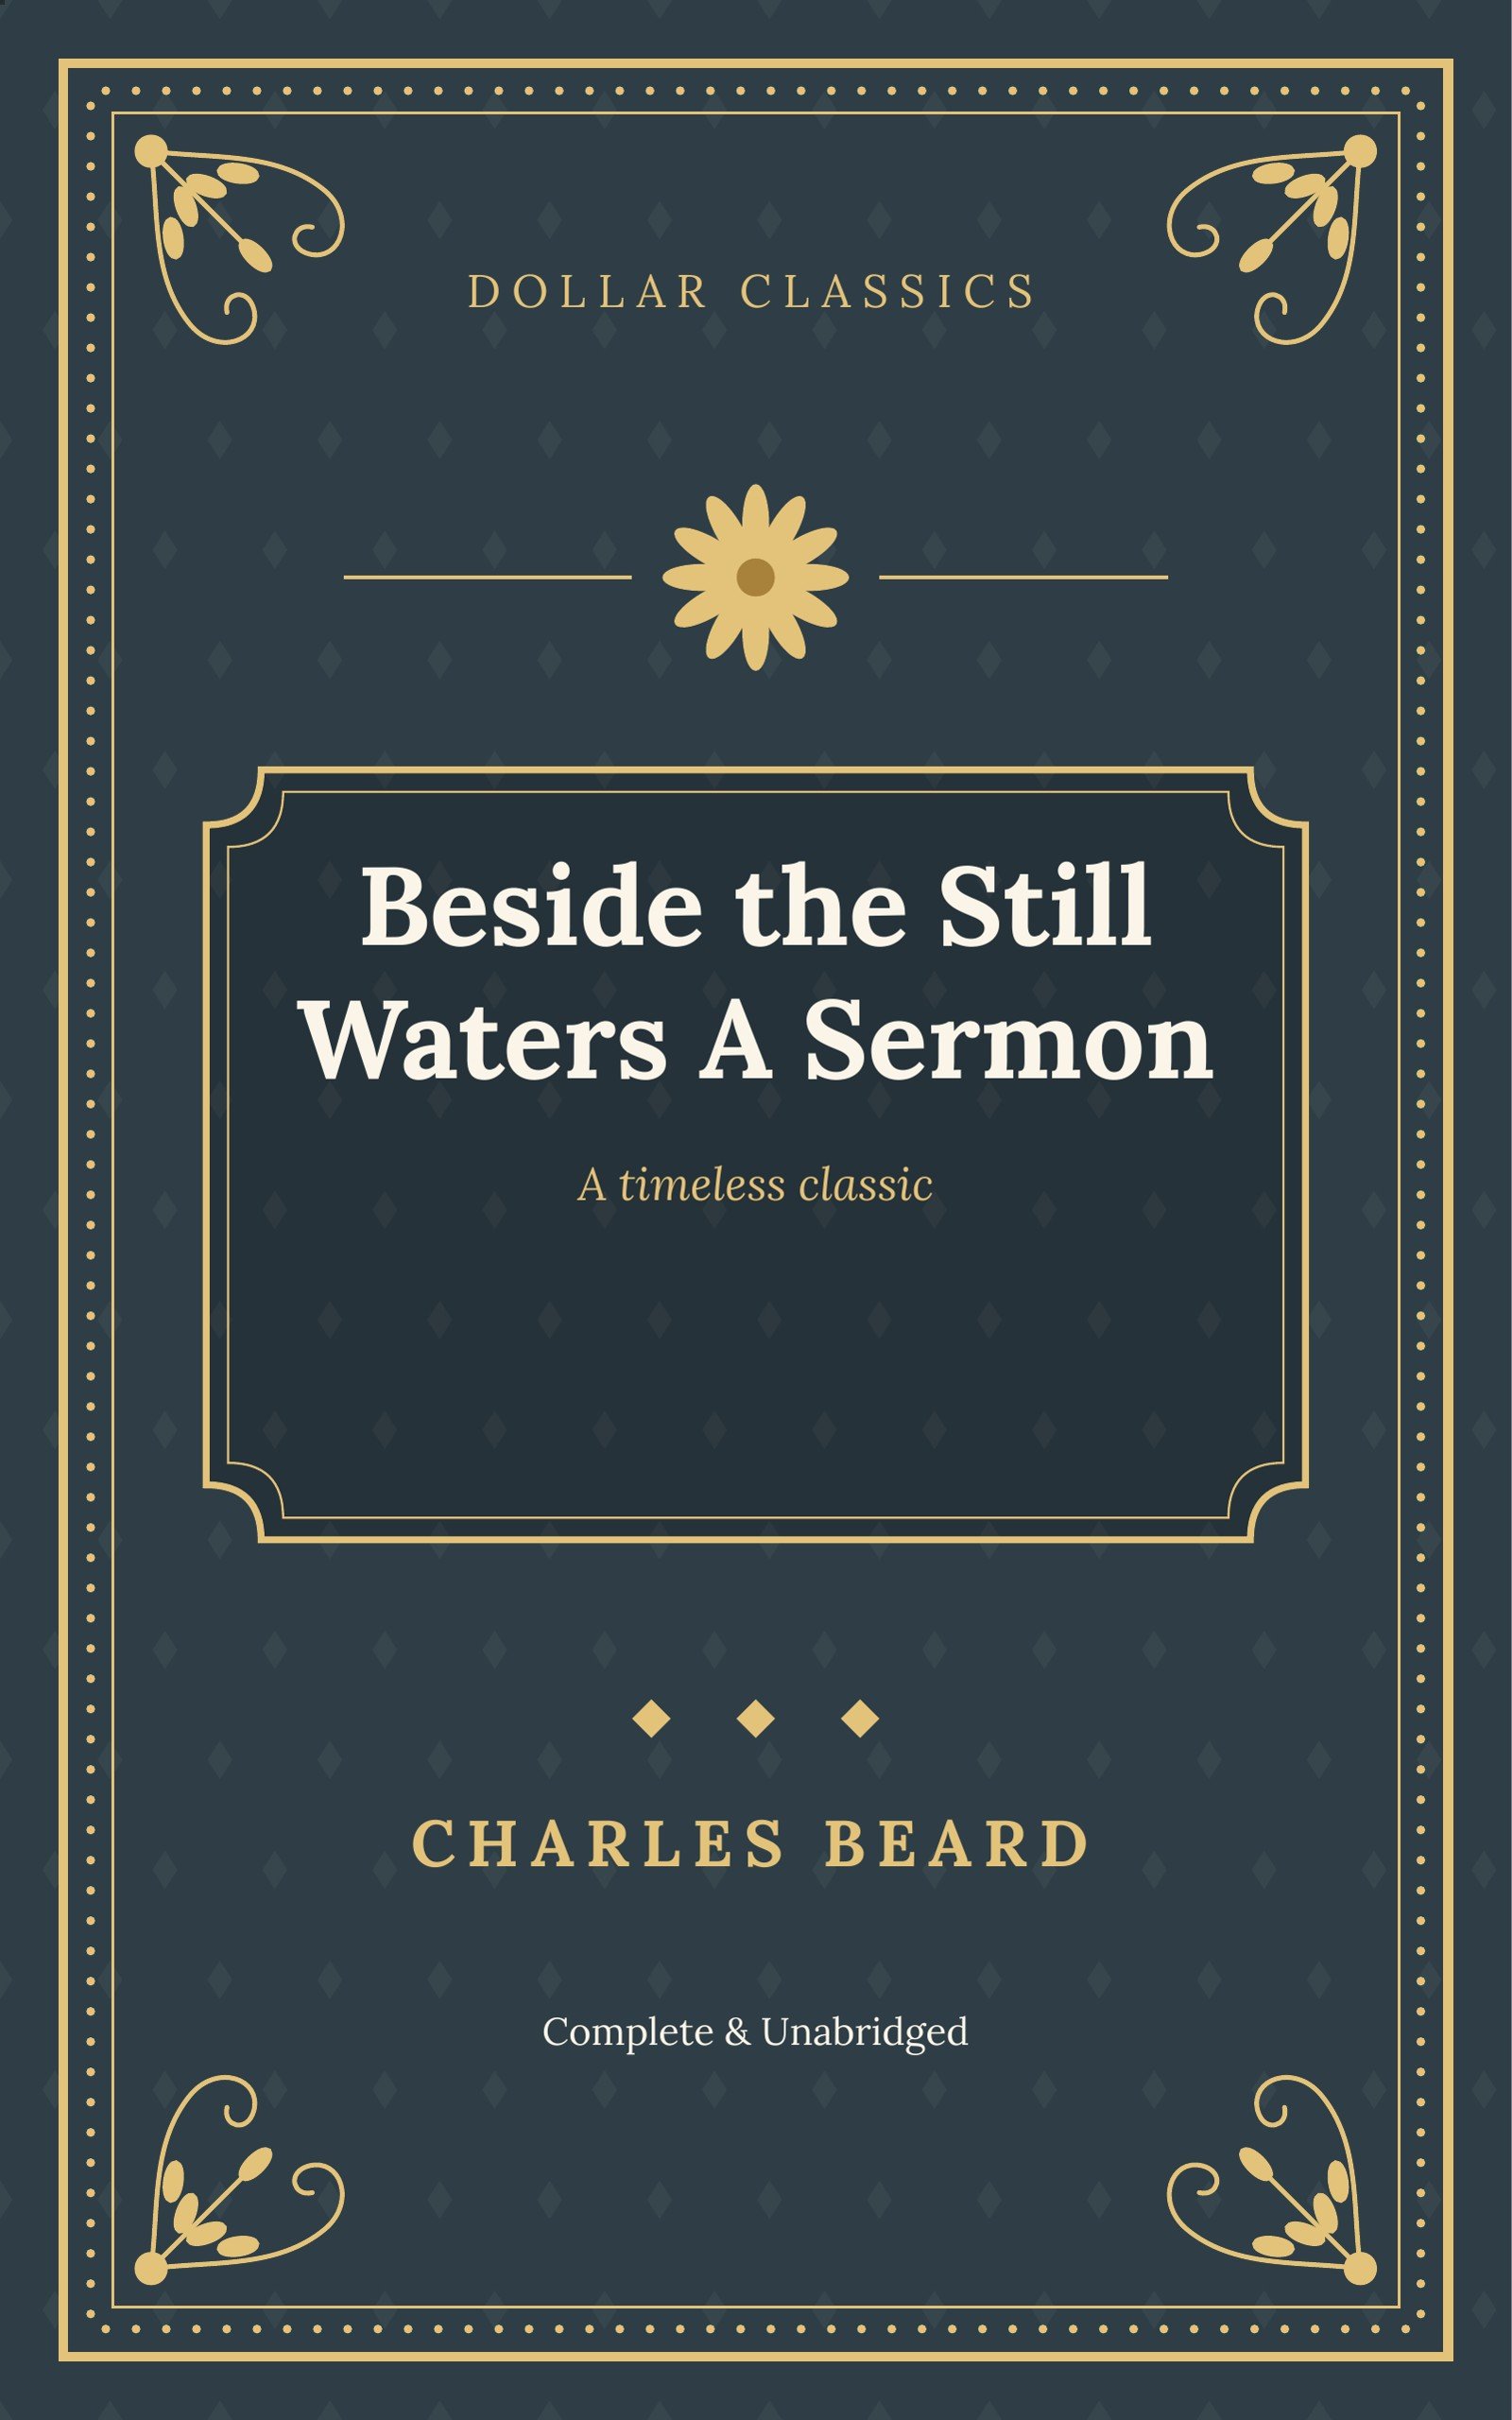 DOLLAR CLASSICS
Beside the Still
Waters A Sermon
A timeless classic
CHARLES BEARD
Complete & Unabridged